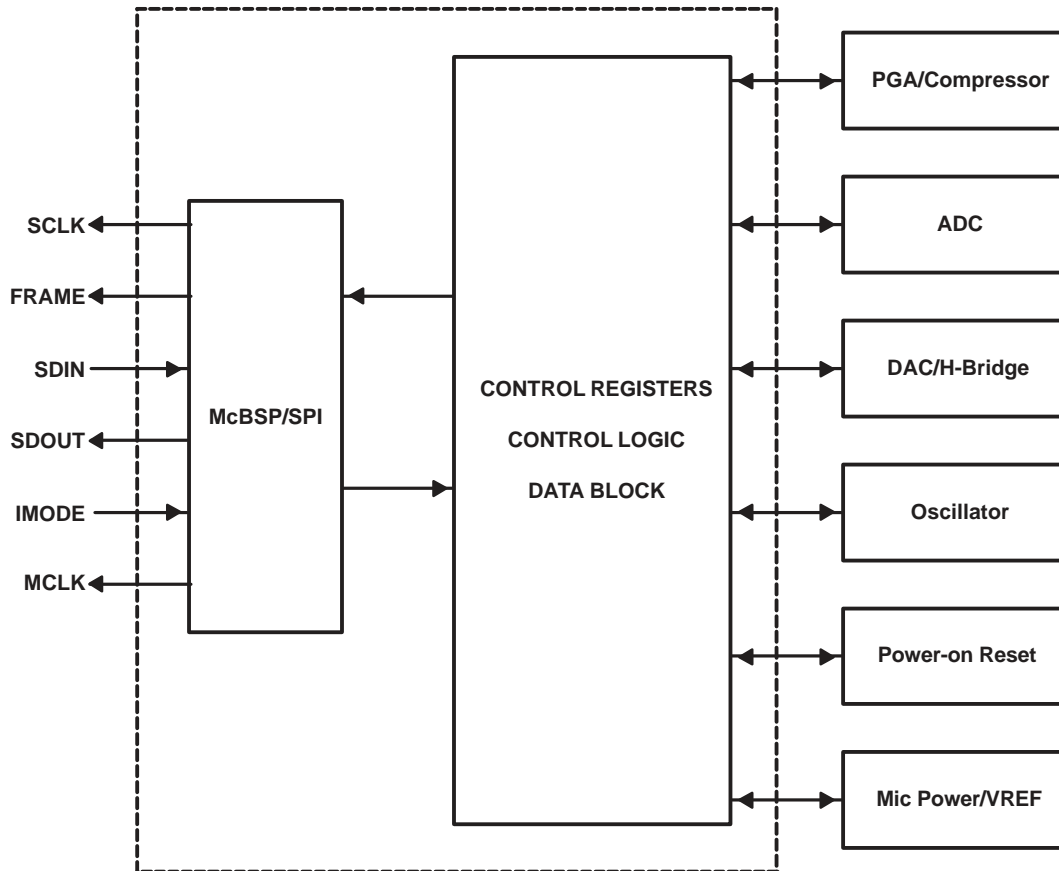 SCLK
FRAME
SDIN
SDOUT
IMODE
MCLK
McBSP/SPI
CONTROL REGISTERS
CONTROL LOGIC
DATA BLOCK
PGA/Compressor
ADC
DAC/H-Bridge
Oscillator
Power-on Reset
Mic Power/VREF